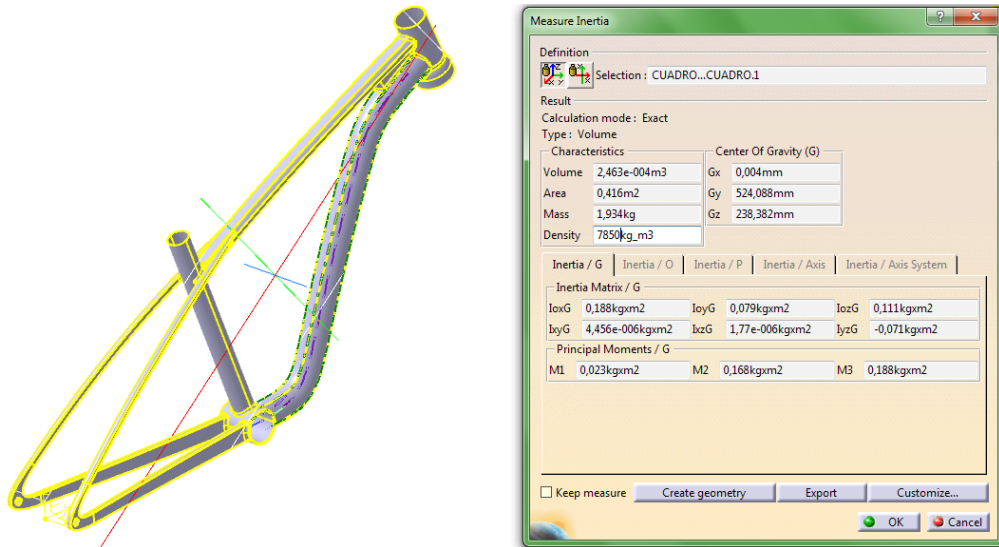 Measure Inertia
Definition
Selection : CUADRO...CUADRO.1
Result
Calculation mode : Exact
Type : Volume
Characteristics Center Of Gravity (G)
Volume 2,463e-004m3 Gx 0,004mm
Area 0,416m2 Gy 524,088mm
Mass 1,934kg Gz 238,382mm
Density 7850kg_m3
Inertia / G Inertia / O Inertia / P Inertia / Axis Inertia / Axis System
Inertia Matrix / G
IoxG 0,188kgxm2 IoyG 0,079kgxm2 IozG 0,111kgxm2
IxyG 4,456e-006kgxm2 IxzG 1,77e-006kgxm2 IyzG -0,071kgxm2
Principal Moments / G
M1 0,023kgxm2 M2 0,168kgxm2 M3 0,188kgxm2
Keep measure Create geometry Export Customize...
OK Cancel